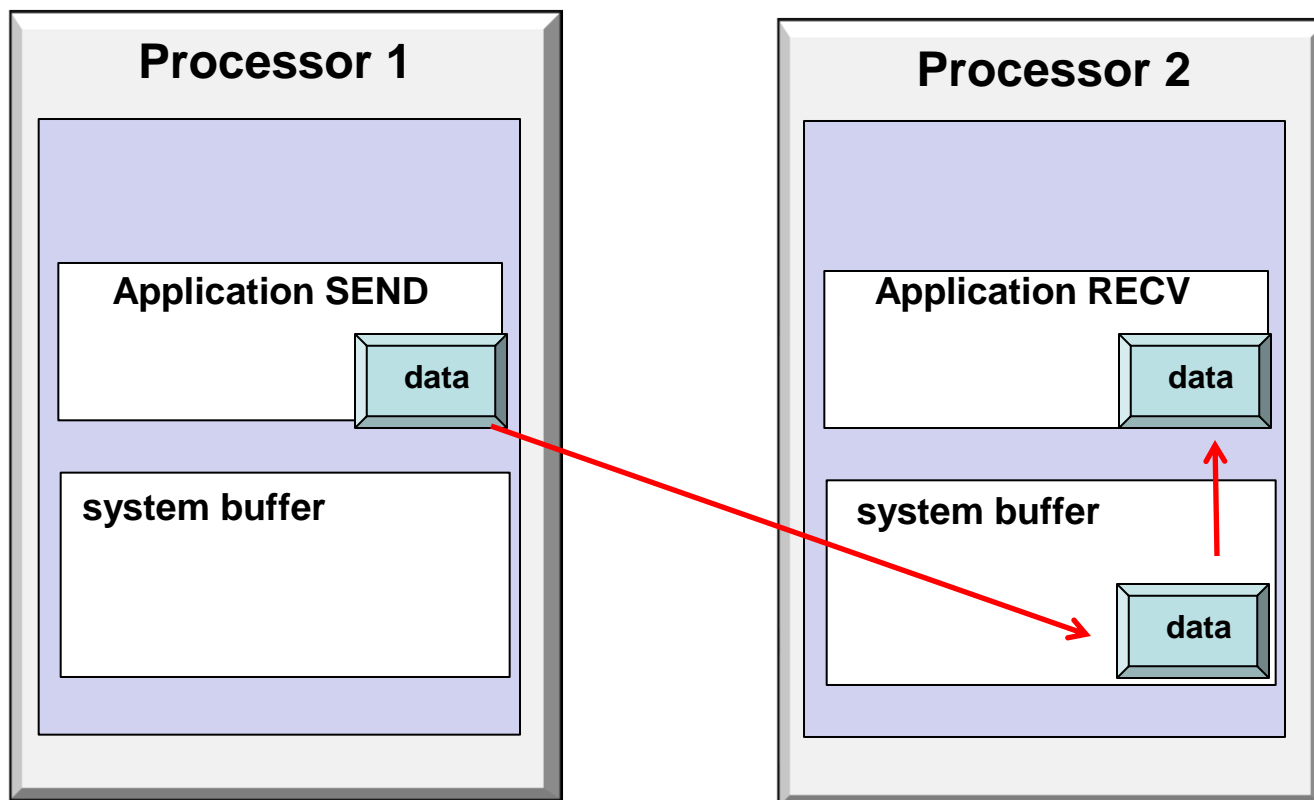 Processor 1
Application SEND
data
system buffer
Processor 2
Application RECV
data
system buffer
data